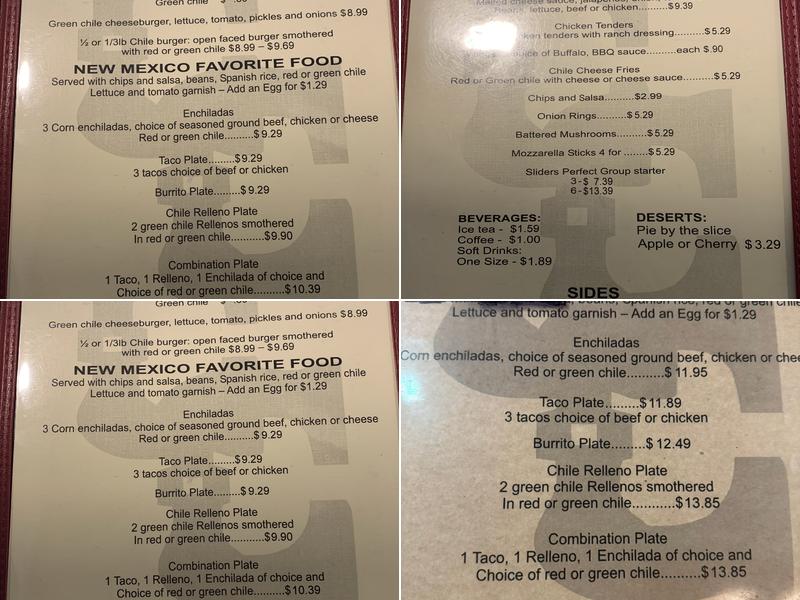 Green chile
Green chile cheeseburger, lettuce, tomato, pickles and onions $8.99
½ or 1/3lb Chile burger: open faced burger smothered
with red or green chile $8.99 – $9.69
NEW MEXICO FAVORITE FOOD
Served with chips and salsa, beans, Spanish rice, red or green chile
Lettuce and tomato garnish – Add an Egg for $1.29
Enchiladas
3 Corn enchiladas, choice of seasoned ground beef, chicken or cheese
Red or green chile..........$9.29
Taco Plate......$9.29
3 tacos choice of beef or chicken
Burrito Plate.......$9.29
Chile Relleno Plate
2 green chile Rellenos smothered
In red or green chile..........$9.90
Combination Plate
1 Taco, 1 Relleno, 1 Enchilada of choice and
Choice of red or green chile..........$10.39
cheese sauce, jalapenos,
Beans, lettuce, beef or chicken......$9.39
Chicken Tenders
tenders with ranch dressing......$5.29
of Buffalo, BBQ sauce........each $.90
Chile Cheese Fries
Red or Green chile with cheese or cheese sauce........$5.29
Chips and Salsa.........$2.99
Onion Rings.........$5.29
Battered Mushrooms.......$5.29
Mozzarella Sticks 4 for .......$5.29
Sliders Perfect Group starter
3-$ 7.39
6-$13.39
BEVERAGES:
Ice tea - $1.59
Coffee - $1.00
Soft Drinks:
One Size - $1.89
DESERTS:
Pie by the slice
Apple or Cherry $3.29
SIDES
Green chile
Green chile cheeseburger, lettuce, tomato, pickles and onions $8.99
½ or 1/3lb Chile burger: open faced burger smothered
with red or green chile $8.99 – $9.69
NEW MEXICO FAVORITE FOOD
Served with chips and salsa, beans, Spanish rice, red or green chile
Lettuce and tomato garnish – Add an Egg for $1.29
Enchiladas
3 Corn enchiladas, choice of seasoned ground beef, chicken or cheese
Red or green chile..........$9.29
Taco Plate......$9.29
3 tacos choice of beef or chicken
Burrito Plate.......$9.29
Chile Relleno Plate
2 green chile Rellenos smothered
In red or green chile..........$9.90
Combination Plate
1 Taco, 1 Relleno, 1 Enchilada of choice and
Choice of red or green chile..........$10.39
beans, Spanish rice, red or green chile
Lettuce and tomato garnish – Add an Egg for $1.29
Enchiladas
Corn enchiladas, choice of seasoned ground beef, chicken or chee
Red or green chile.........$11.95
Taco Plate.........$11.89
3 tacos choice of beef or chicken
Burrito Plate.......$12.49
Chile Relleno Plate
2 green chile Rellenos smothered
In red or green chile...........$13.85
Combination Plate
1 Taco, 1 Relleno, 1 Enchilada of choice and
Choice of red or green chile..........$13.85